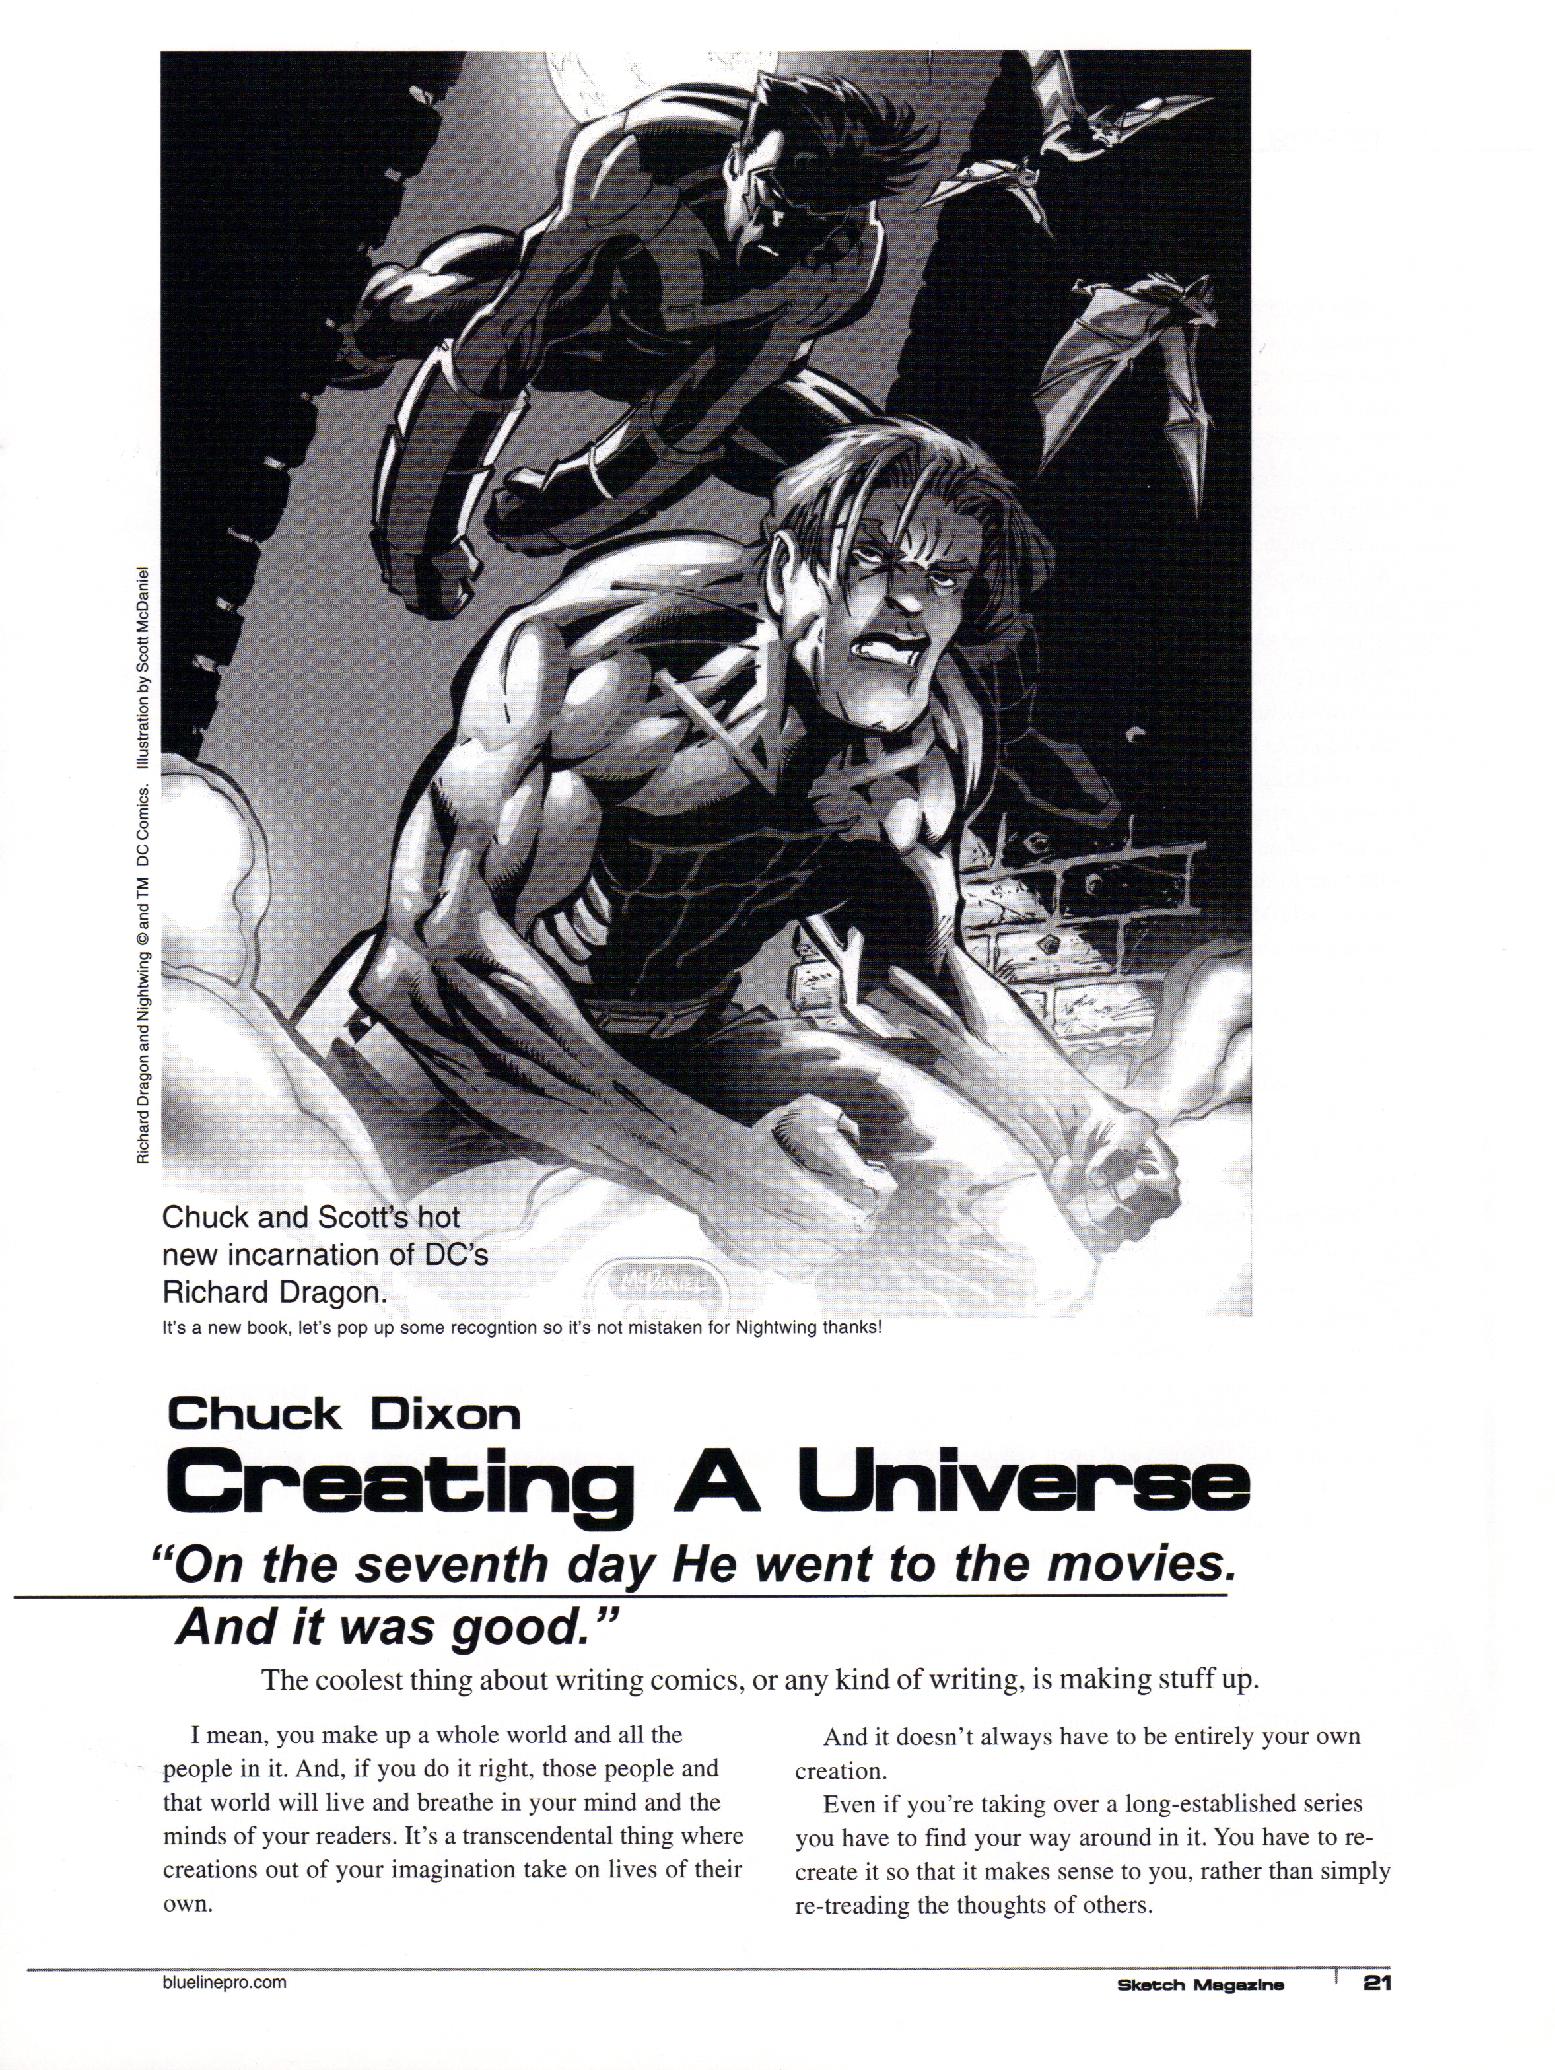 Richard Dragon and Nightwing © and TM DC Comics. Illustration by Scott McDaniel
Chuck and Scott's hot
new incarnation of DC's
Richard Dragon.
McDANIEL
It's a new book, let's pop up some recogntion so it's not mistaken for Nightwing thanks!
Chuck Dixon
Creating A Universe
“On the seventh day He went to the movies.
And it was good.”
The coolest thing about writing comics, or any kind of writing, is making stuff up.
I mean, you make up a whole world and all the
people in it. And, if you do it right, those people and
that world will live and breathe in your mind and the
minds of your readers. It's a transcendental thing where
creations out of your imagination take on lives of their
own.
And it doesn't always have to be entirely your own
creation.
Even if you're taking over a long-established series
you have to find your way around in it. You have to re-
create it so that it makes sense to you, rather than simply
re-treading the thoughts of others.
bluelinepro.com
Sketch Magazine
21